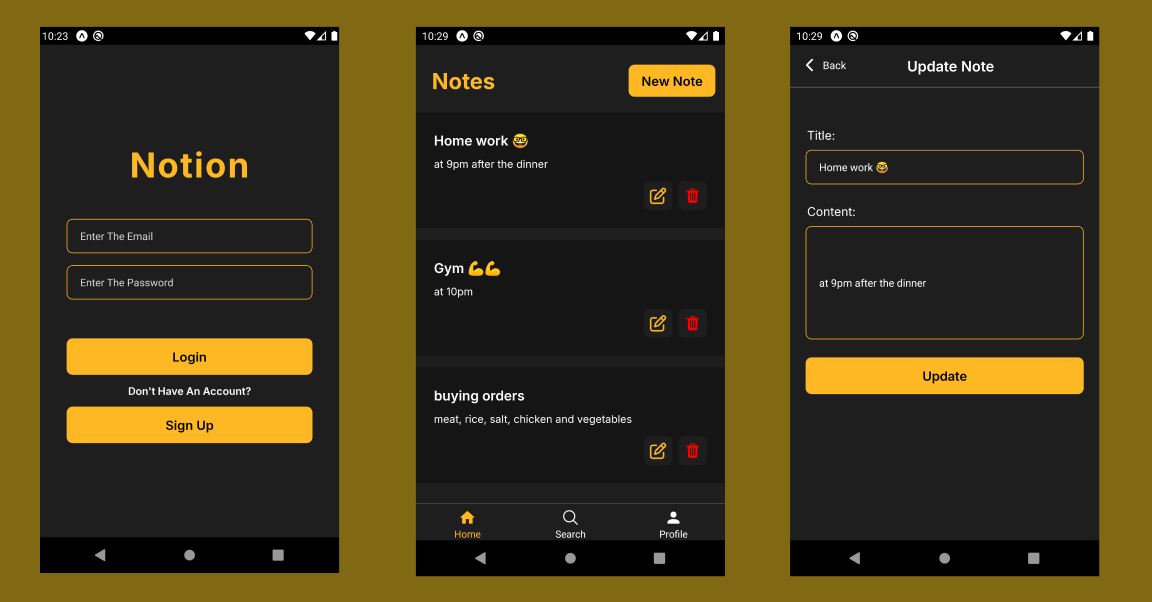 10:23
Notion
Enter The Email
Enter The Password
Login
Don't Have An Account?
Sign Up
10:29
Notes
New Note
Home work 🤓
at 9pm after the dinner
Gym 💪💪
at 10pm
buying orders
meat, rice, salt, chicken and vegetables
Home
Search
Profile
10:29
Back
Update Note
Title:
Home work 🤓
Content:
at 9pm after the dinner
Update